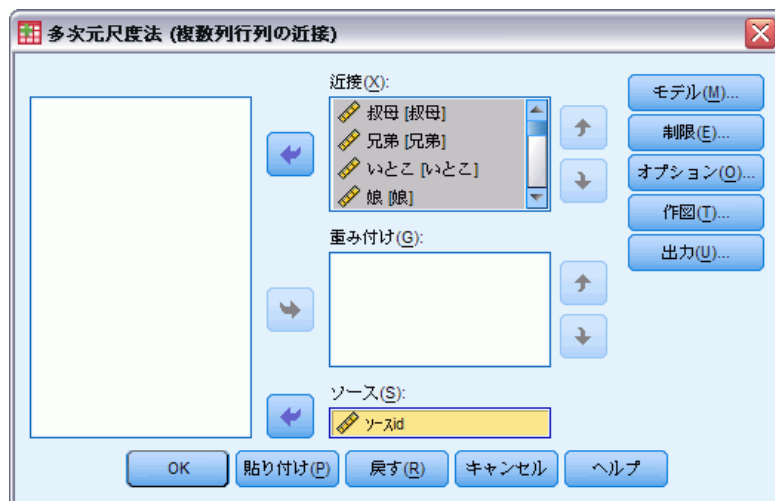 多次元尺度法 (複数列行列の近接)
近接(X):
叔母 [叔母]
兄弟 [兄弟]
いとこ [いとこ]
娘 [娘]
重み付け(G):
ソース(S):
ソースid
モデル(M)...
制限(E)...
オプション(O)...
作図(T)...
出力(U)...
OK
貼り付け(P)
戻す(R)
キャンセル
ヘルプ